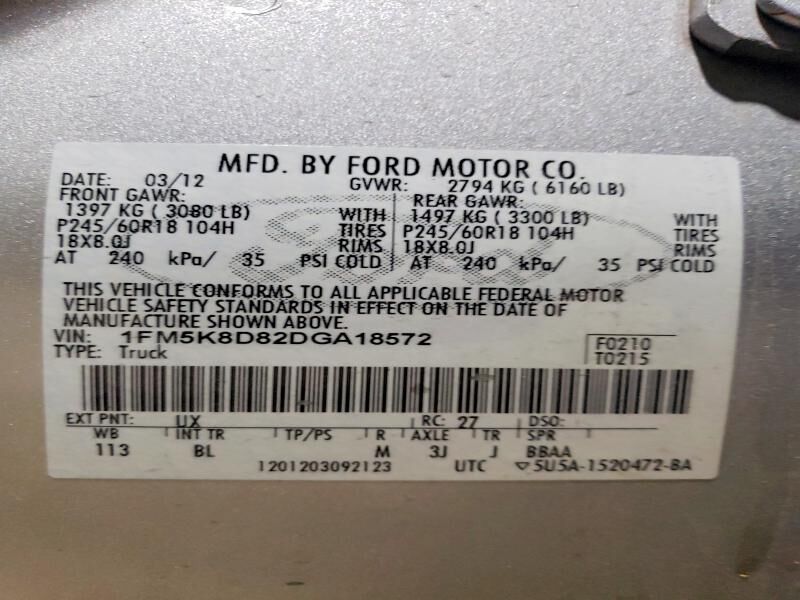 MFD. BY FORD MOTOR CO.
DATE: 03/12 GVWR: 2794 KG ( 6160 LB)
FRONT GAWR: REAR GAWR:
1397 KG ( 3080 LB) WITH 1497 KG ( 3300 LB) WITH
P245/60R18 104H TIRES P245/60R18 104H TIRES
18X8.0J RIMS 18X8.0J RIMS
AT 240 kPa/ 35 PSI COLD AT 240 kPa/ 35 PSI COLD
THIS VEHICLE CONFORMS TO ALL APPLICABLE FEDERAL MOTOR
VEHICLE SAFETY STANDARDS IN EFFECT ON THE DATE OF
MANUFACTURE SHOWN ABOVE.
VIN: 1FM5K8D82DGA18572 F0210
TYPE: Truck T0215
EXT PNT: UX RC: 27 DSO:
WB INT TR TP/PS R AXLE TR SPR
113 BL M 3J J BBAA
1201203092123 UTC ▽5U5A-1520472-BA